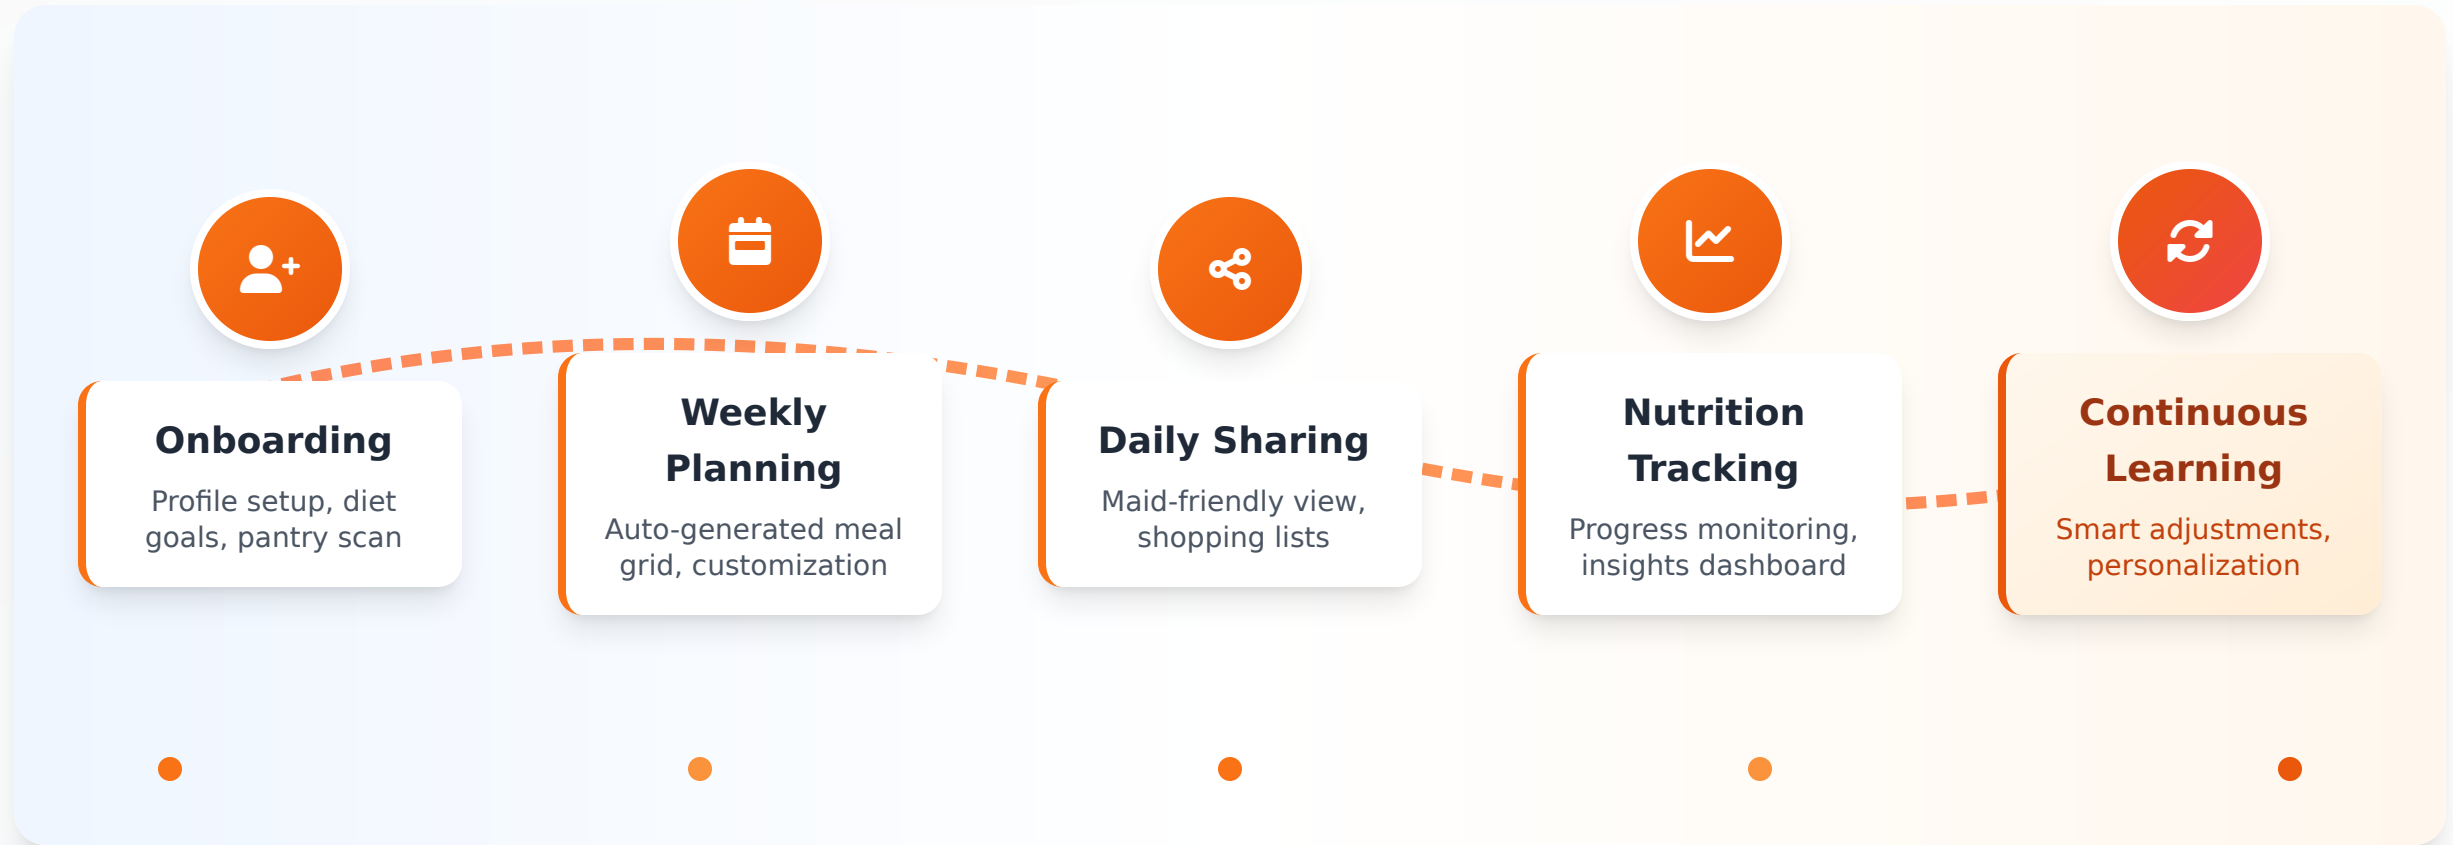 Onboarding
Profile setup, diet
goals, pantry scan
Weekly
Planning
Auto-generated meal
grid, customization
Daily Sharing
Maid-friendly view,
shopping lists
Nutrition
Tracking
Progress monitoring,
insights dashboard
Continuous
Learning
Smart adjustments,
personalization